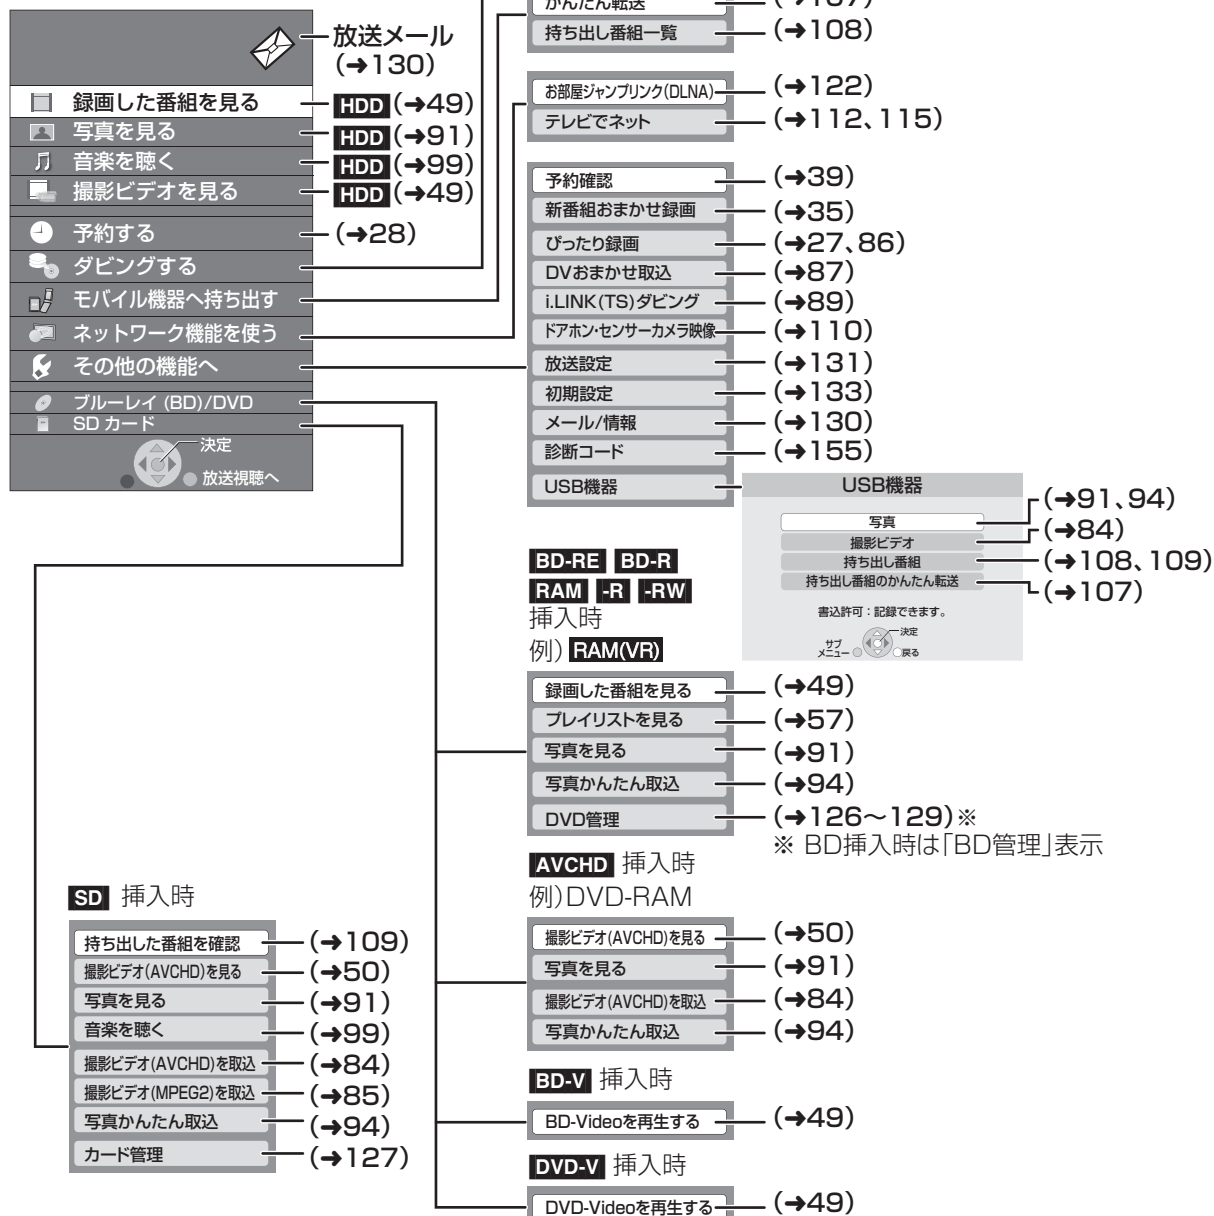 かんたん転送 (➜107)
持ち出し番組一覧 (➜108)
放送メール
(➜130)
録画した番組を見る HDD (➜49)
写真を見る HDD (➜91)
音楽を聴く HDD (➜99)
撮影ビデオを見る HDD (➜49)
予約する (➜28)
ダビングする
モバイル機器へ持ち出す
ネットワーク機能を使う
その他の機能へ
ブルーレイ (BD)/DVD
SD カード
決定
放送視聴へ
お部屋ジャンプリンク(DLNA) (➜122)
テレビでネット (➜112、115)
予約確認 (➜39)
新番組おまかせ録画 (➜35)
ぴったり録画 (➜27、86)
DVおまかせ取込 (➜87)
i.LINK(TS)ダビング (➜89)
ドアホン・センサーカメラ映像 (➜110)
放送設定 (➜131)
初期設定 (➜133)
メール/情報 (➜130)
診断コード (➜155)
USB機器
USB機器
写真 (➜91、94)
撮影ビデオ (➜84)
持ち出し番組 (➜108、109)
持ち出し番組のかんたん転送 (➜107)
書込許可：記録できます。
決定
サブ
メニュー
戻る
BD-RE BD-R
RAM -R -RW
挿入時
例) RAM(VR)
録画した番組を見る (➜49)
プレイリストを見る (➜57)
写真を見る (➜91)
写真かんたん取込 (➜94)
DVD管理 (➜126～129)※
※ BD挿入時は「BD管理」表示
AVCHD 挿入時
例)DVD-RAM
撮影ビデオ(AVCHD)を見る (➜50)
写真を見る (➜91)
撮影ビデオ(AVCHD)を取込 (➜84)
写真かんたん取込 (➜94)
BD-V 挿入時
BD-Videoを再生する (➜49)
DVD-V 挿入時
DVD-Videoを再生する (➜49)
SD 挿入時
持ち出した番組を確認 (➜109)
撮影ビデオ(AVCHD)を見る (➜50)
写真を見る (➜91)
音楽を聴く (➜99)
撮影ビデオ(AVCHD)を取込 (➜84)
撮影ビデオ(MPEG2)を取込 (➜85)
写真かんたん取込 (➜94)
カード管理 (➜127)